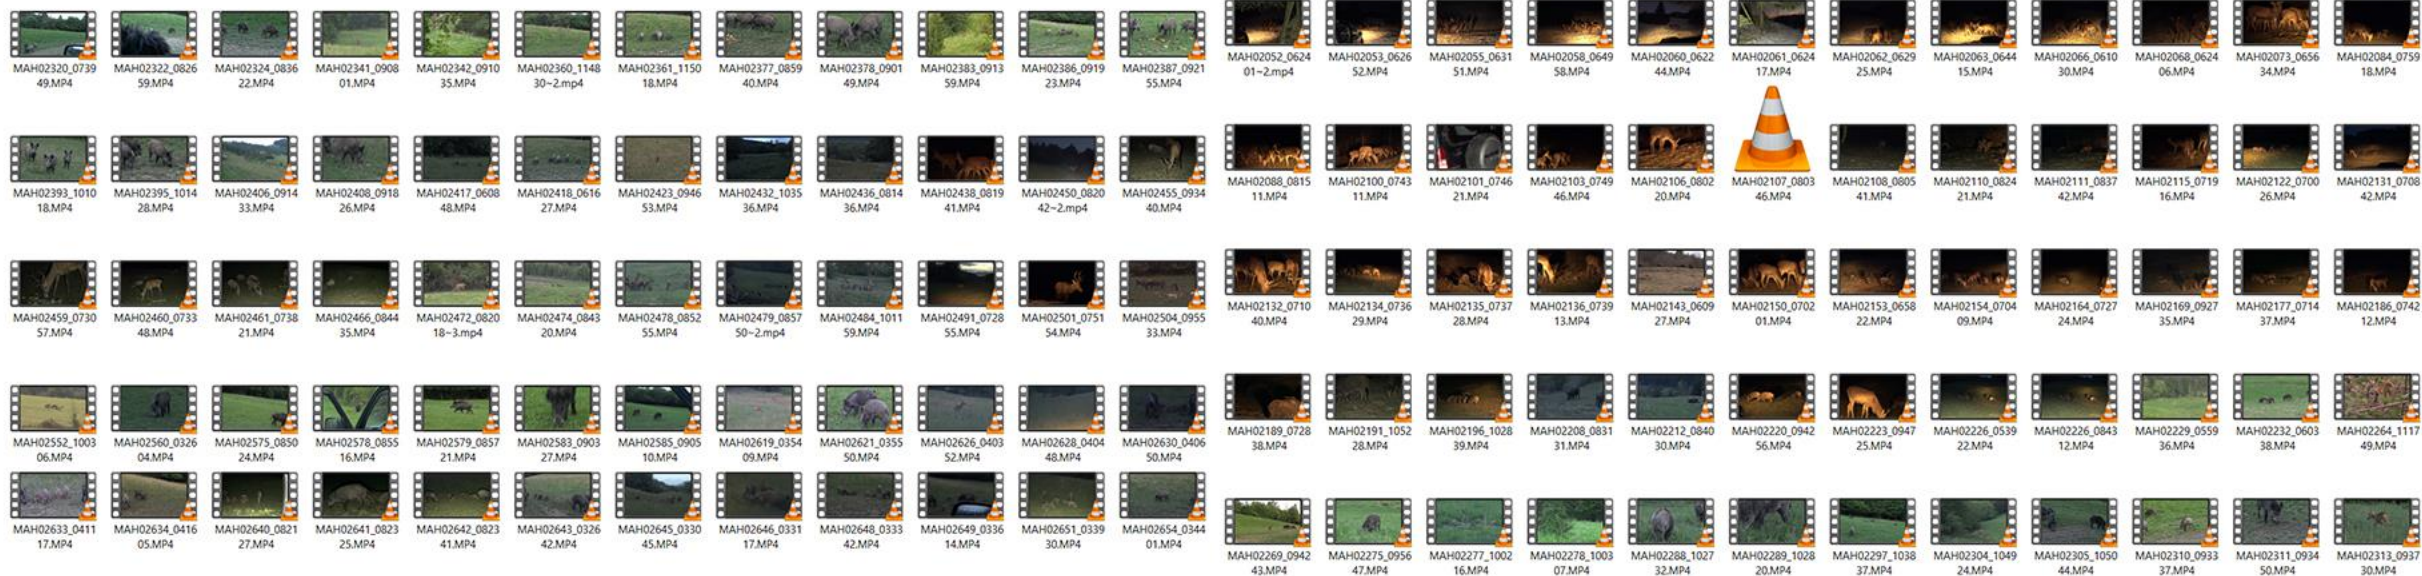 MAH02320_0739 MAH02322_0826 MAH02324_0836 MAH02341_0908 MAH02342_0910 MAH02360_1148 MAH02361_1150 MAH02377_0859 MAH02378_0901 MAH02383_0913 MAH02386_0919 MAH02387_0921
49.MP4 59.MP4 22.MP4 01.MP4 35.MP4 30~2.mp4 18.MP4 40.MP4 49.MP4 59.MP4 23.MP4 55.MP4
MAH02393_1010 MAH02395_1014 MAH02406_0914 MAH02408_0918 MAH02417_0608 MAH02418_0616 MAH02423_0946 MAH02432_1035 MAH02436_0814 MAH02438_0819 MAH02450_0820 MAH02455_0934
18.MP4 28.MP4 33.MP4 26.MP4 48.MP4 27.MP4 53.MP4 36.MP4 36.MP4 41.MP4 42~2.mp4 40.MP4
MAH02459_0730 MAH02460_0733 MAH02461_0738 MAH02466_0844 MAH02472_0820 MAH02474_0843 MAH02478_0852 MAH02479_0857 MAH02484_1011 MAH02491_0728 MAH02501_0751 MAH02504_0955
57.MP4 48.MP4 21.MP4 35.MP4 18~3.mp4 20.MP4 55.MP4 50~2.mp4 59.MP4 55.MP4 54.MP4 33.MP4
MAH02552_1003 MAH02560_0326 MAH02575_0850 MAH02578_0855 MAH02579_0857 MAH02583_0903 MAH02585_0905 MAH02619_0354 MAH02621_0355 MAH02626_0403 MAH02628_0404 MAH02630_0406
06.MP4 04.MP4 24.MP4 16.MP4 21.MP4 27.MP4 10.MP4 09.MP4 50.MP4 52.MP4 48.MP4 50.MP4
MAH02633_0411 MAH02634_0416 MAH02640_0821 MAH02641_0823 MAH02642_0823 MAH02643_0326 MAH02645_0330 MAH02646_0331 MAH02648_0333 MAH02649_0336 MAH02651_0339 MAH02654_0344
17.MP4 05.MP4 27.MP4 25.MP4 41.MP4 42.MP4 45.MP4 17.MP4 42.MP4 14.MP4 30.MP4 01.MP4
MAH02052_0624 MAH02053_0626 MAH02055_0631 MAH02058_0649 MAH02060_0622 MAH02061_0624 MAH02062_0629 MAH02063_0644 MAH02066_0610 MAH02068_0624 MAH02073_0656 MAH02084_0759
01~2.mp4 52.MP4 51.MP4 58.MP4 44.MP4 17.MP4 25.MP4 15.MP4 30.MP4 06.MP4 34.MP4 18.MP4
MAH02088_0815 MAH02100_0743 MAH02101_0746 MAH02103_0749 MAH02106_0802 MAH02107_0803 MAH02108_0805 MAH02110_0824 MAH02111_0837 MAH02115_0719 MAH02122_0700 MAH02131_0708
11.MP4 11.MP4 21.MP4 46.MP4 20.MP4 46.MP4 41.MP4 21.MP4 42.MP4 16.MP4 26.MP4 42.MP4
MAH02132_0710 MAH02134_0736 MAH02135_0737 MAH02136_0739 MAH02143_0609 MAH02150_0702 MAH02153_0658 MAH02154_0704 MAH02164_0727 MAH02169_0927 MAH02177_0714 MAH02186_0742
40.MP4 29.MP4 28.MP4 13.MP4 27.MP4 01.MP4 22.MP4 09.MP4 24.MP4 35.MP4 37.MP4 12.MP4
MAH02189_0728 MAH02191_1052 MAH02196_1028 MAH02208_0831 MAH02212_0840 MAH02220_0942 MAH02223_0947 MAH02226_0539 MAH02226_0843 MAH02229_0559 MAH02232_0603 MAH02264_1117
38.MP4 28.MP4 39.MP4 31.MP4 30.MP4 56.MP4 25.MP4 22.MP4 12.MP4 36.MP4 38.MP4 49.MP4
MAH02269_0942 MAH02275_0956 MAH02277_1002 MAH02278_1003 MAH02288_1027 MAH02289_1028 MAH02297_1038 MAH02304_1049 MAH02305_1050 MAH02310_0933 MAH02311_0934 MAH02313_0937
43.MP4 47.MP4 16.MP4 07.MP4 32.MP4 20.MP4 37.MP4 24.MP4 44.MP4 37.MP4 50.MP4 30.MP4